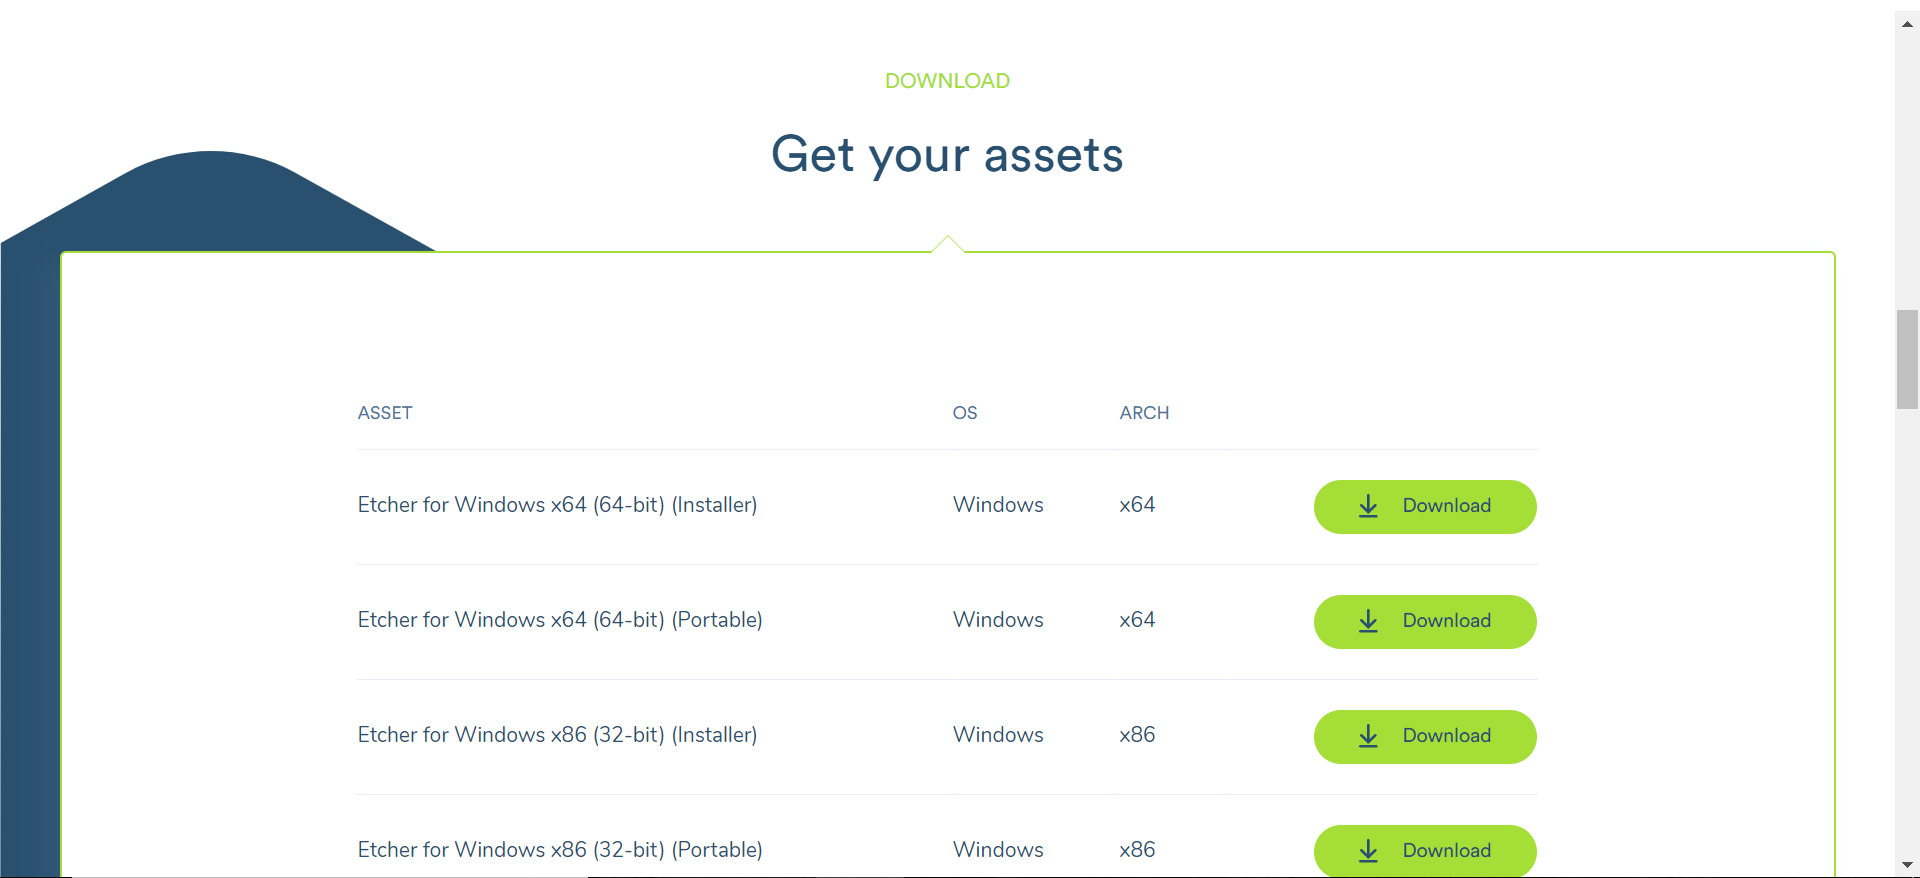 DOWNLOAD
Get your assets
ASSET OS ARCH
Etcher for Windows x64 (64-bit) (Installer) Windows x64 Download
Etcher for Windows x64 (64-bit) (Portable) Windows x64 Download
Etcher for Windows x86 (32-bit) (Installer) Windows x86 Download
Etcher for Windows x86 (32-bit) (Portable) Windows x86 Download